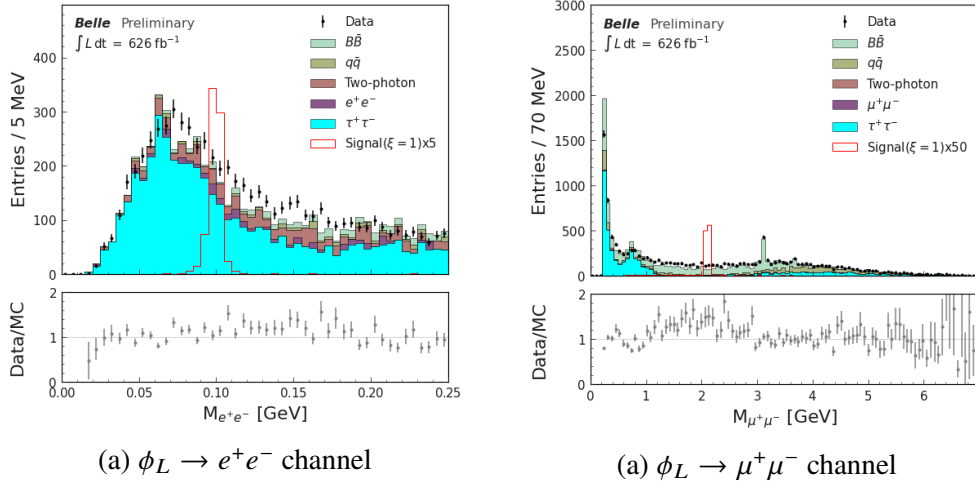 Belle Preliminary
∫ L dt = 626 fb⁻¹
Data
BB̄
qq̄
Two-photon
e⁺e⁻
τ⁺τ⁻
Signal(ξ = 1)x5
Entries / 5 MeV
400
300
200
100
0
Data/MC
2
1
0
0.00 0.05 0.10 0.15 0.20 0.25
M_{e⁺e⁻} [GeV]
(a) ϕ_L → e⁺e⁻ channel
Belle Preliminary
∫ L dt = 626 fb⁻¹
Data
BB̄
qq̄
Two-photon
μ⁺μ⁻
τ⁺τ⁻
Signal(ξ = 1)x50
Entries / 70 MeV
3000
2500
2000
1500
1000
500
0
Data/MC
2
1
0
0 1 2 3 4 5 6
M_{μ⁺μ⁻} [GeV]
(a) ϕ_L → μ⁺μ⁻ channel